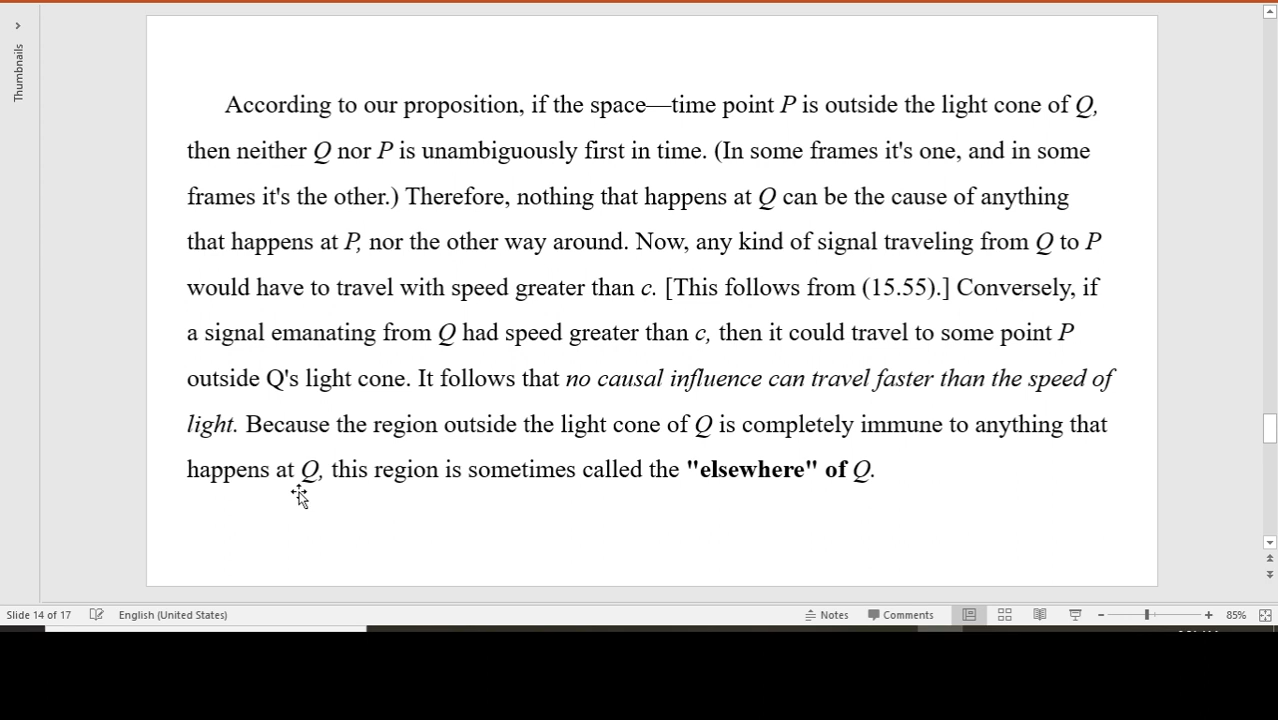 Thumbnails
According to our proposition, if the space—time point P is outside the light cone of Q,
then neither Q nor P is unambiguously first in time. (In some frames it's one, and in some
frames it's the other.) Therefore, nothing that happens at Q can be the cause of anything
that happens at P, nor the other way around. Now, any kind of signal traveling from Q to P
would have to travel with speed greater than c. [This follows from (15.55).] Conversely, if
a signal emanating from Q had speed greater than c, then it could travel to some point P
outside Q's light cone. It follows that no causal influence can travel faster than the speed of
light. Because the region outside the light cone of Q is completely immune to anything that
happens at Q, this region is sometimes called the "elsewhere" of Q.
Slide 14 of 17 English (United States) Notes Comments 85%